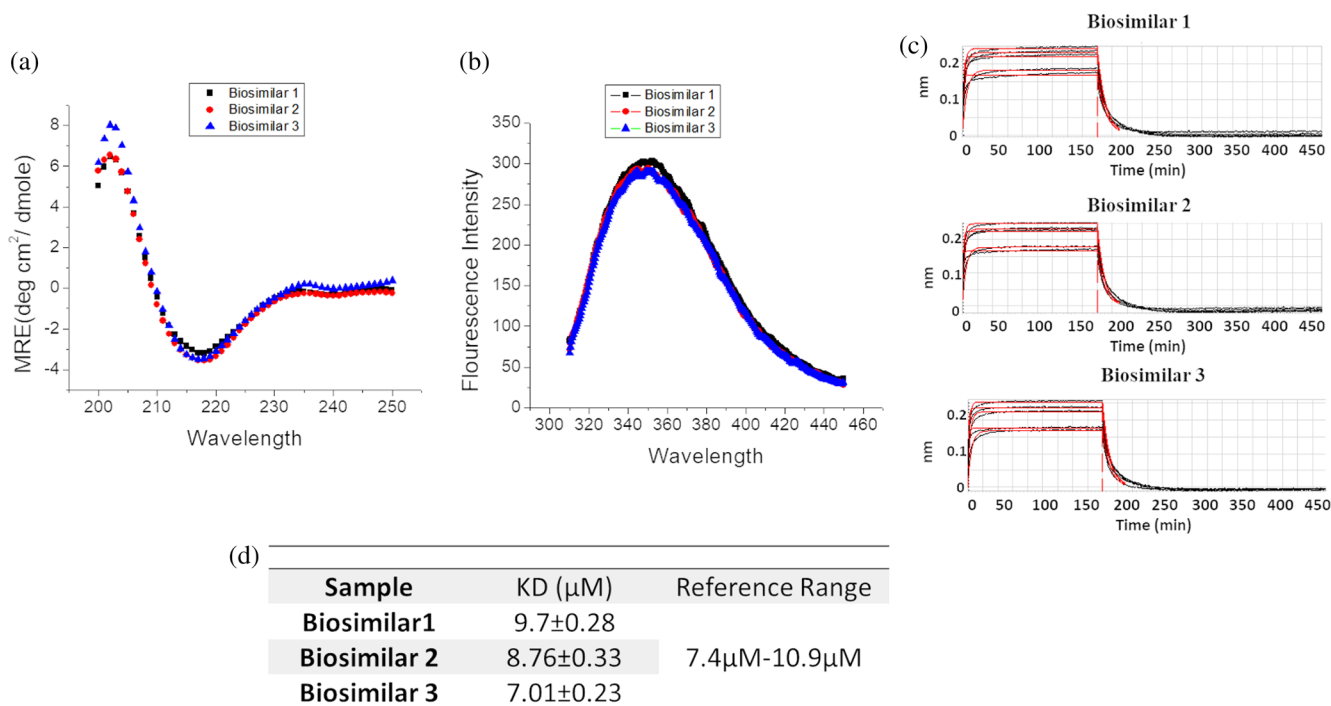 (a)
Biosimilar 1
Biosimilar 2
Biosimilar 3
MRE(deg cm²/ dmole)
8
6
4
2
0
-2
-4
200 210 220 230 240 250
Wavelength
(b)
Biosimilar 1
Biosimilar 2
Biosimilar 3
Flourescence Intensity
350
300
250
200
150
100
50
0
300 320 340 360 380 400 420 440 460
Wavelength
(c)
Biosimilar 1
nm
0.2
0.1
0
0 50 100 150 200 250 300 350 400 450
Time (min)
Biosimilar 2
nm
0.2
0.1
0
0 50 100 150 200 250 300 350 400 450
Time (min)
Biosimilar 3
nm
0.2
0.1
0
0 50 100 150 200 250 300 350 400 450
Time (min)
(d)
Sample KD (μM) Reference Range
Biosimilar1 9.7±0.28
Biosimilar 2 8.76±0.33 7.4μM-10.9μM
Biosimilar 3 7.01±0.23